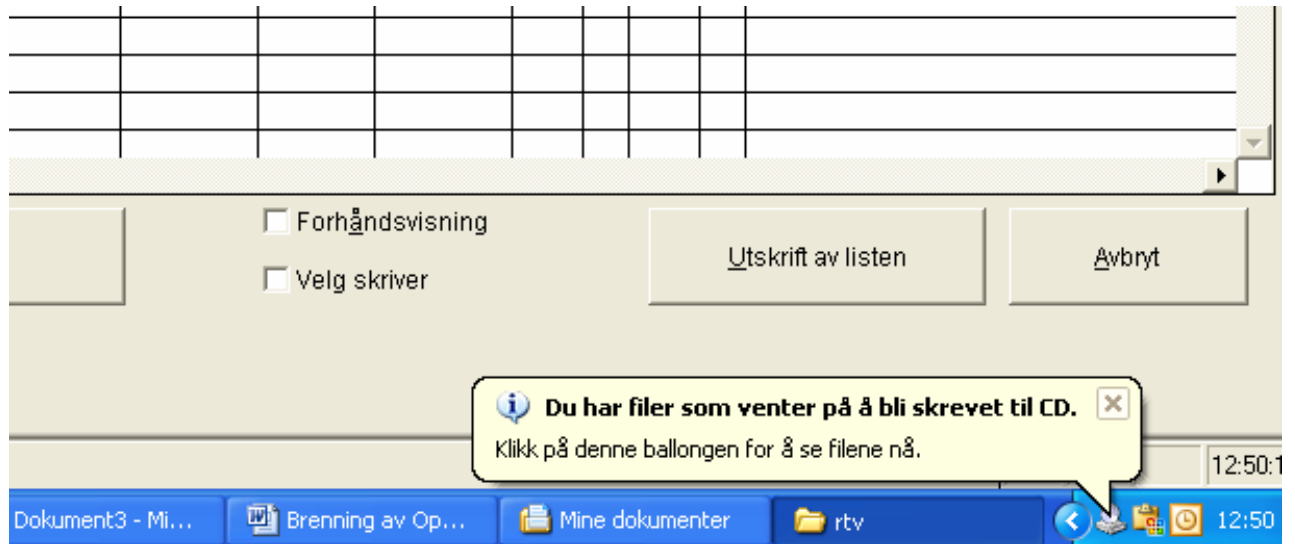 Forhåndsvisning
Velg skriver
Utskrift av listen
Avbryt
Du har filer som venter på å bli skrevet til CD.
Klikk på denne ballongen for å se filene nå.
12:50:1
Dokument3 - Mi...
Brenning av Op...
Mine dokumenter
rtv
12:50